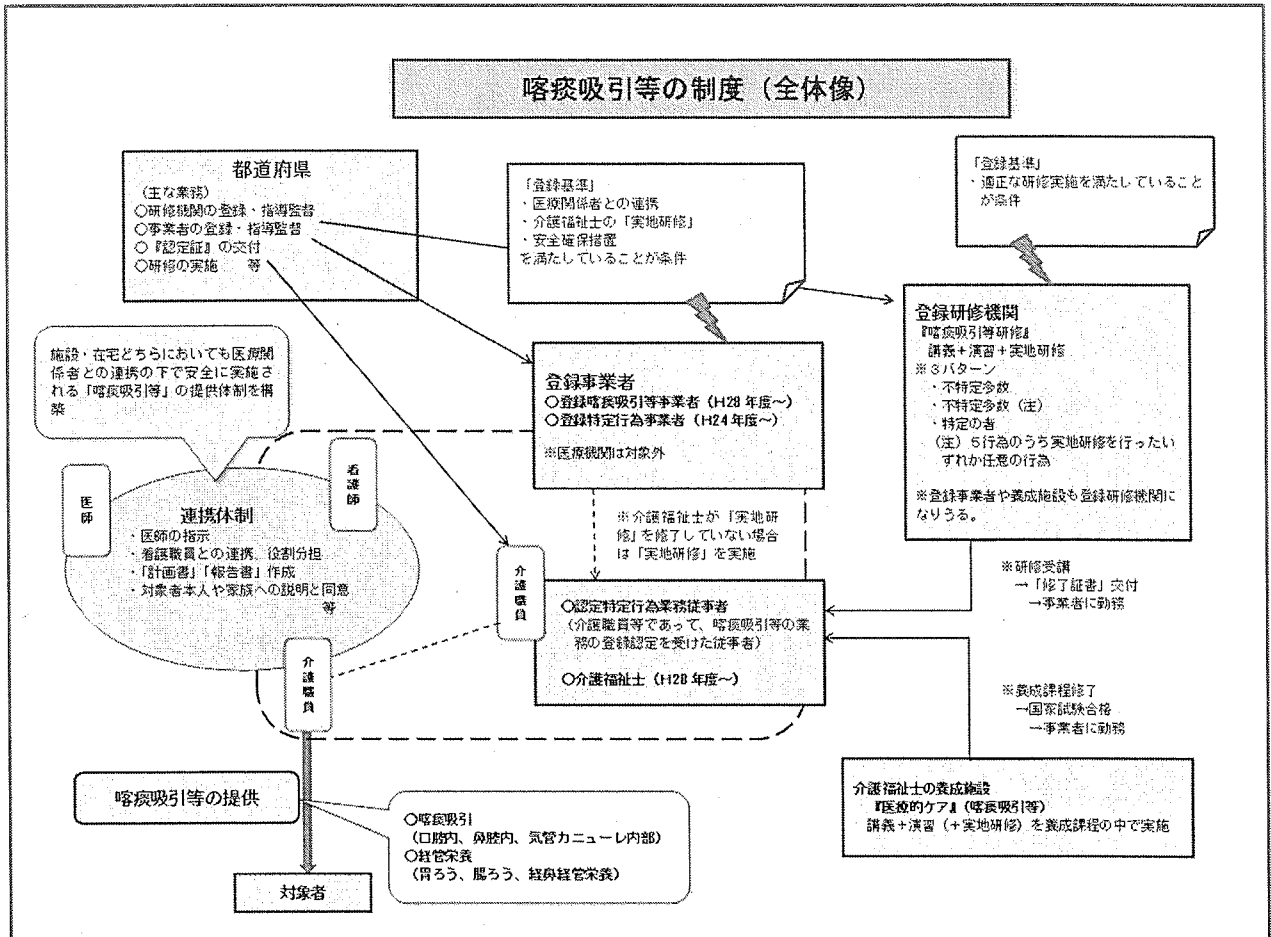 喀痰吸引等の制度（全体像）
都道府県
（主な業務）
○研修機関の登録・指導監督
○事業者の登録・指導監督
○『認定証』の交付
○研修の実施　等
「登録基準」
・医療関係者との連携
・介護福祉士の「実地研修」
・安全確保措置
を満たしていることが条件
「登録基準」
・適正な研修実施を満たしていること
が条件
登録研修機関
『喀痰吸引等研修』
講義＋演習＋実地研修
※３パターン
・不特定多数
・不特定多数（注）
・特定の者
（注）５行為のうち実地研修を行ったい
ずれか任意の行為
※登録事業者や養成施設も登録研修機関に
なりうる。
施設・在宅どちらにおいても医療関
係者との連携の下で安全に実施さ
れる「喀痰吸引等」の提供体制を構
築
登録事業者
○登録喀痰吸引等事業者（H28 年度～）
○登録特定行為事業者（H24 年度～）
※医療機関は対象外
医師
看護師
連携体制
・医師の指示
・看護職員との連携、役割分担
・「計画書」「報告書」作成
・対象者本人や家族への説明と同意
等
介護職員
※介護福祉士が「実地研
修」を修了していない場合
は「実地研修」を実施
介護職員
○認定特定行為業務従事者
（介護職員等であって、喀痰吸引等の業
務の登録認定を受けた従事者）
○介護福祉士（H28 年度～）
※研修受講
→「修了証書」交付
→事業者に勤務
※養成課程修了
→国家試験合格
→事業者に勤務
介護福祉士の養成施設
『医療的ケア』（喀痰吸引等）
講義＋演習（＋実地研修）を養成課程の中で実施
喀痰吸引等の提供
○喀痰吸引
（口腔内、鼻腔内、気管カニューレ内部）
○経管栄養
（胃ろう、腸ろう、経鼻経管栄養）
対象者